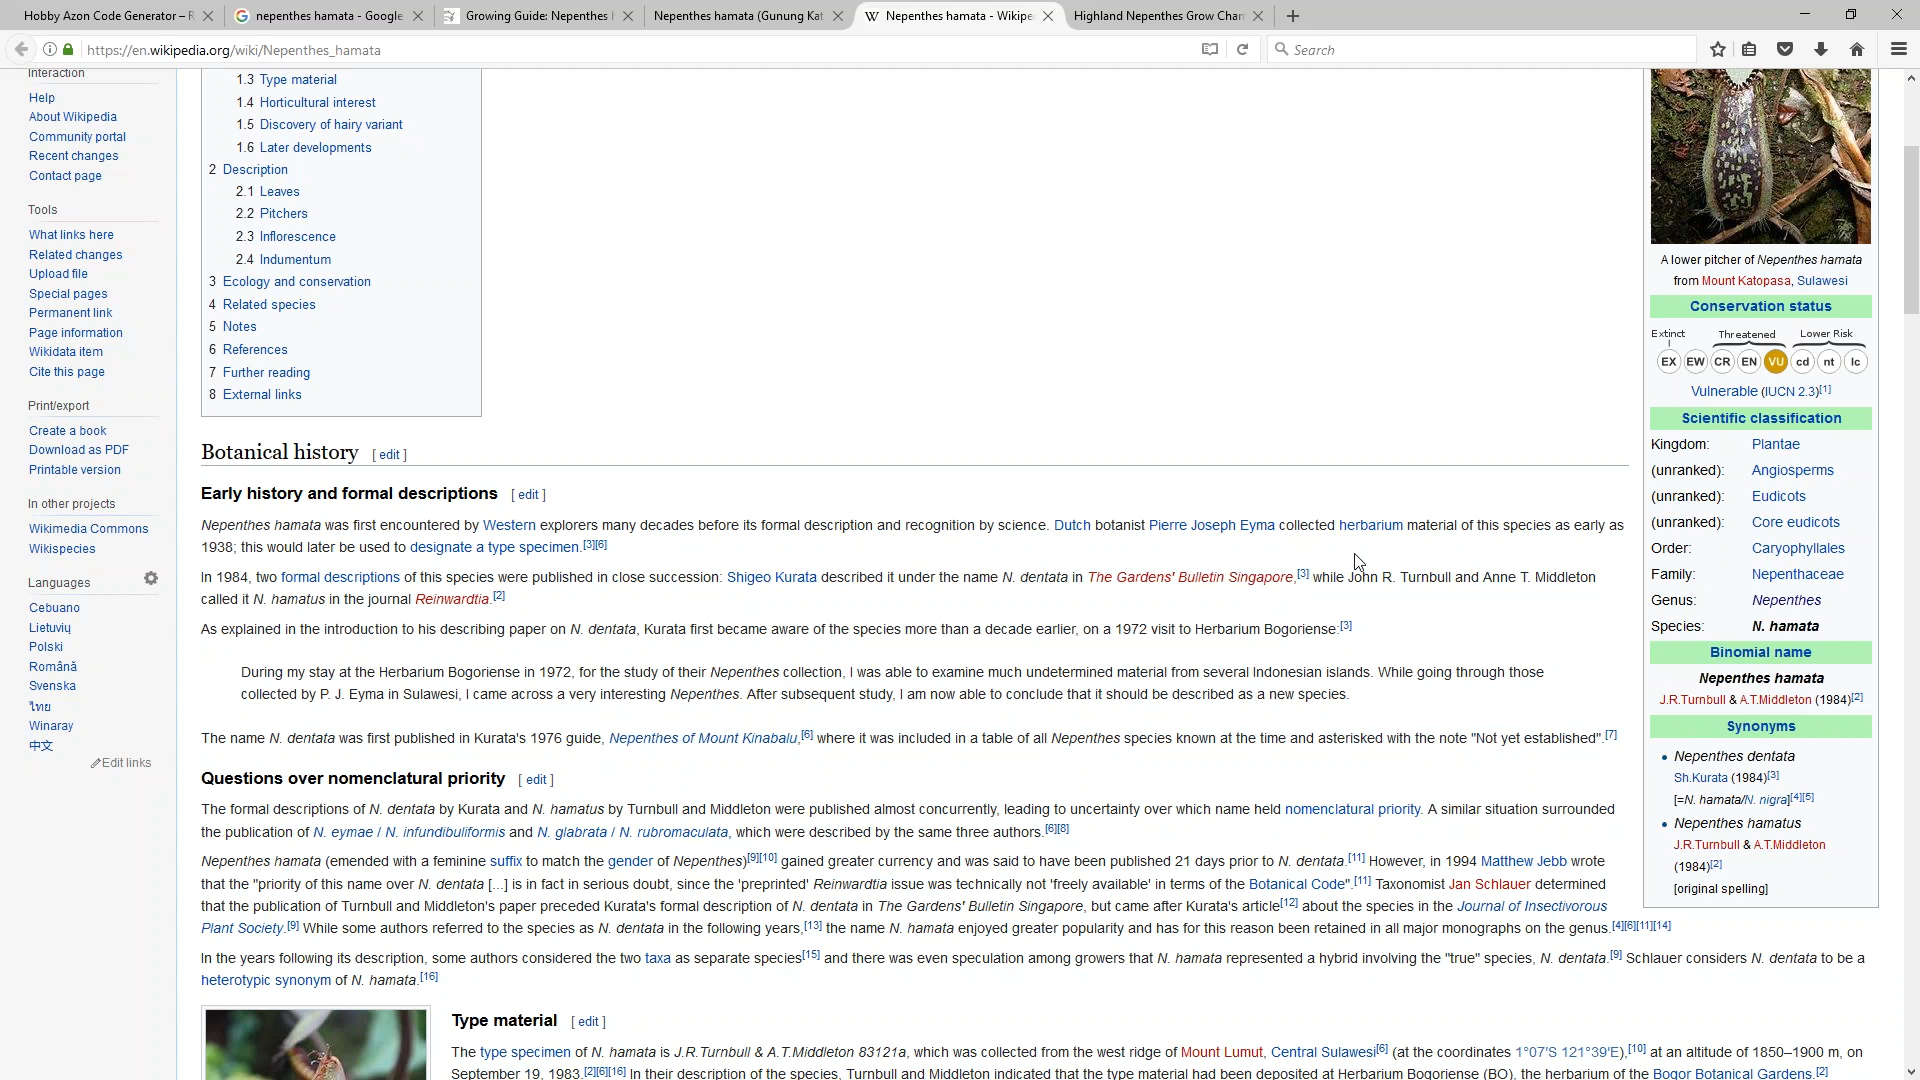 Hobby Azon Code Generator – R
nepenthes hamata - Google
Growing Guide: Nepenthes
Nepenthes hamata (Gunung Kat
W Nepenthes hamata - Wikipe
Highland Nepenthes Grow Chan
https://en.wikipedia.org/wiki/Nepenthes_hamata
Search
Interaction
Help
About Wikipedia
Community portal
Recent changes
Contact page
Tools
What links here
Related changes
Upload file
Special pages
Permanent link
Page information
Wikidata item
Cite this page
Print/export
Create a book
Download as PDF
Printable version
In other projects
Wikimedia Commons
Wikispecies
Languages
Cebuano
Lietuvių
Polski
Română
Svenska
ไทย
Winaray
中文
Edit links
1.3 Type material
1.4 Horticultural interest
1.5 Discovery of hairy variant
1.6 Later developments
2 Description
2.1 Leaves
2.2 Pitchers
2.3 Inflorescence
2.4 Indumentum
3 Ecology and conservation
4 Related species
5 Notes
6 References
7 Further reading
8 External links
Botanical history [ edit ]
Early history and formal descriptions [ edit ]
Nepenthes hamata was first encountered by Western explorers many decades before its formal description and recognition by science. Dutch botanist Pierre Joseph Eyma collected herbarium material of this species as early as
1938; this would later be used to designate a type specimen.[3][6]
In 1984, two formal descriptions of this species were published in close succession: Shigeo Kurata described it under the name N. dentata in The Gardens' Bulletin Singapore,[3] while John R. Turnbull and Anne T. Middleton
called it N. hamatus in the journal Reinwardtia.[2]
As explained in the introduction to his describing paper on N. dentata, Kurata first became aware of the species more than a decade earlier, on a 1972 visit to Herbarium Bogoriense:[3]
During my stay at the Herbarium Bogoriense in 1972, for the study of their Nepenthes collection, I was able to examine much undetermined material from several Indonesian islands. While going through those
collected by P. J. Eyma in Sulawesi, I came across a very interesting Nepenthes. After subsequent study, I am now able to conclude that it should be described as a new species.
The name N. dentata was first published in Kurata's 1976 guide, Nepenthes of Mount Kinabalu,[6] where it was included in a table of all Nepenthes species known at the time and asterisked with the note "Not yet established".[7]
Questions over nomenclatural priority [ edit ]
The formal descriptions of N. dentata by Kurata and N. hamatus by Turnbull and Middleton were published almost concurrently, leading to uncertainty over which name held nomenclatural priority. A similar situation surrounded
the publication of N. eymae / N. infundibuliformis and N. glabrata / N. rubromaculata, which were described by the same three authors.[6][8]
Nepenthes hamata (emended with a feminine suffix to match the gender of Nepenthes)[9][10] gained greater currency and was said to have been published 21 days prior to N. dentata.[11] However, in 1994 Matthew Jebb wrote
that the "priority of this name over N. dentata [...] is in fact in serious doubt, since the 'preprinted' Reinwardtia issue was technically not 'freely available' in terms of the Botanical Code".[11] Taxonomist Jan Schlauer determined
that the publication of Turnbull and Middleton's paper preceded Kurata's formal description of N. dentata in The Gardens' Bulletin Singapore, but came after Kurata's article[12] about the species in the Journal of Insectivorous
Plant Society.[9] While some authors referred to the species as N. dentata in the following years,[13] the name N. hamata enjoyed greater popularity and has for this reason been retained in all major monographs on the genus.[4][6][11][14]
In the years following its description, some authors considered the two taxa as separate species[15] and there was even speculation among growers that N. hamata represented a hybrid involving the "true" species, N. dentata.[9] Schlauer considers N. dentata to be a
heterotypic synonym of N. hamata.[16]
Type material [ edit ]
The type specimen of N. hamata is J.R.Turnbull & A.T.Middleton 83121a, which was collected from the west ridge of Mount Lumut, Central Sulawesi[6] (at the coordinates 1°07′S 121°39′E),[10] at an altitude of 1850–1900 m, on
September 19, 1983.[2][6][16] In their description of the species, Turnbull and Middleton indicated that the type material had been deposited at Herbarium Bogoriense (BO), the herbarium of the Bogor Botanical Gardens.[2]
A lower pitcher of Nepenthes hamata
from Mount Katopasa, Sulawesi
Conservation status
Extinct Threatened Lower Risk
EX EW CR EN VU cd nt lc
Vulnerable (IUCN 2.3)[1]
Scientific classification
Kingdom: Plantae
(unranked): Angiosperms
(unranked): Eudicots
(unranked): Core eudicots
Order: Caryophyllales
Family: Nepenthaceae
Genus: Nepenthes
Species: N. hamata
Binomial name
Nepenthes hamata
J.R.Turnbull & A.T.Middleton (1984)[2]
Synonyms
Nepenthes dentata
Sh.Kurata (1984)[3]
[=N. hamata/N. nigra][4][5]
Nepenthes hamatus
J.R.Turnbull & A.T.Middleton
(1984)[2]
[original spelling]